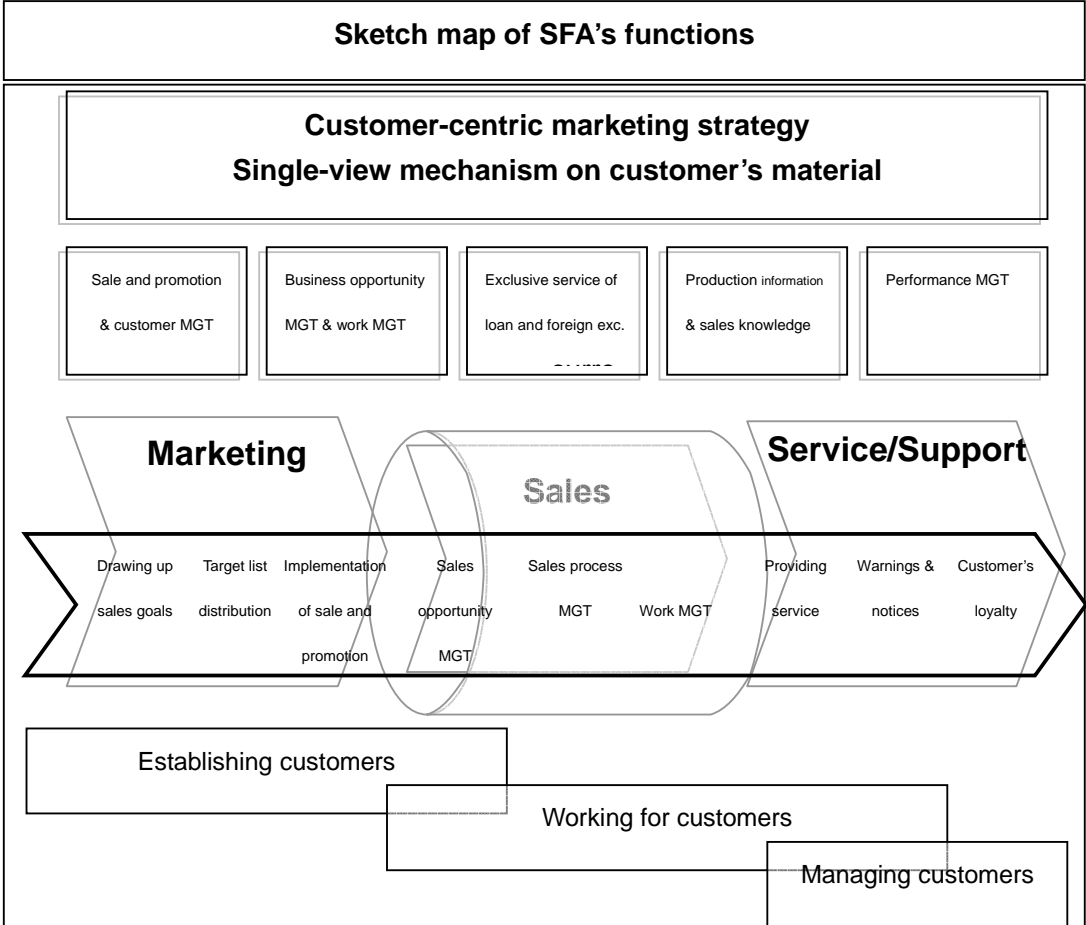 Sketch map of SFA's functions
Customer-centric marketing strategy
Single-view mechanism on customer's material
Sale and promotion
& customer MGT
Business opportunity
MGT & work MGT
Exclusive service of
loan and foreign exc.
Production information
& sales knowledge
Performance MGT
Marketing
Sales
Service/Support
Drawing up
sales goals
Target list
distribution
Implementation
of sale and
promotion
Sales
opportunity
MGT
Sales process
MGT
Work MGT
Providing
service
Warnings &
notices
Customer's
loyalty
Establishing customers
Working for customers
Managing customers